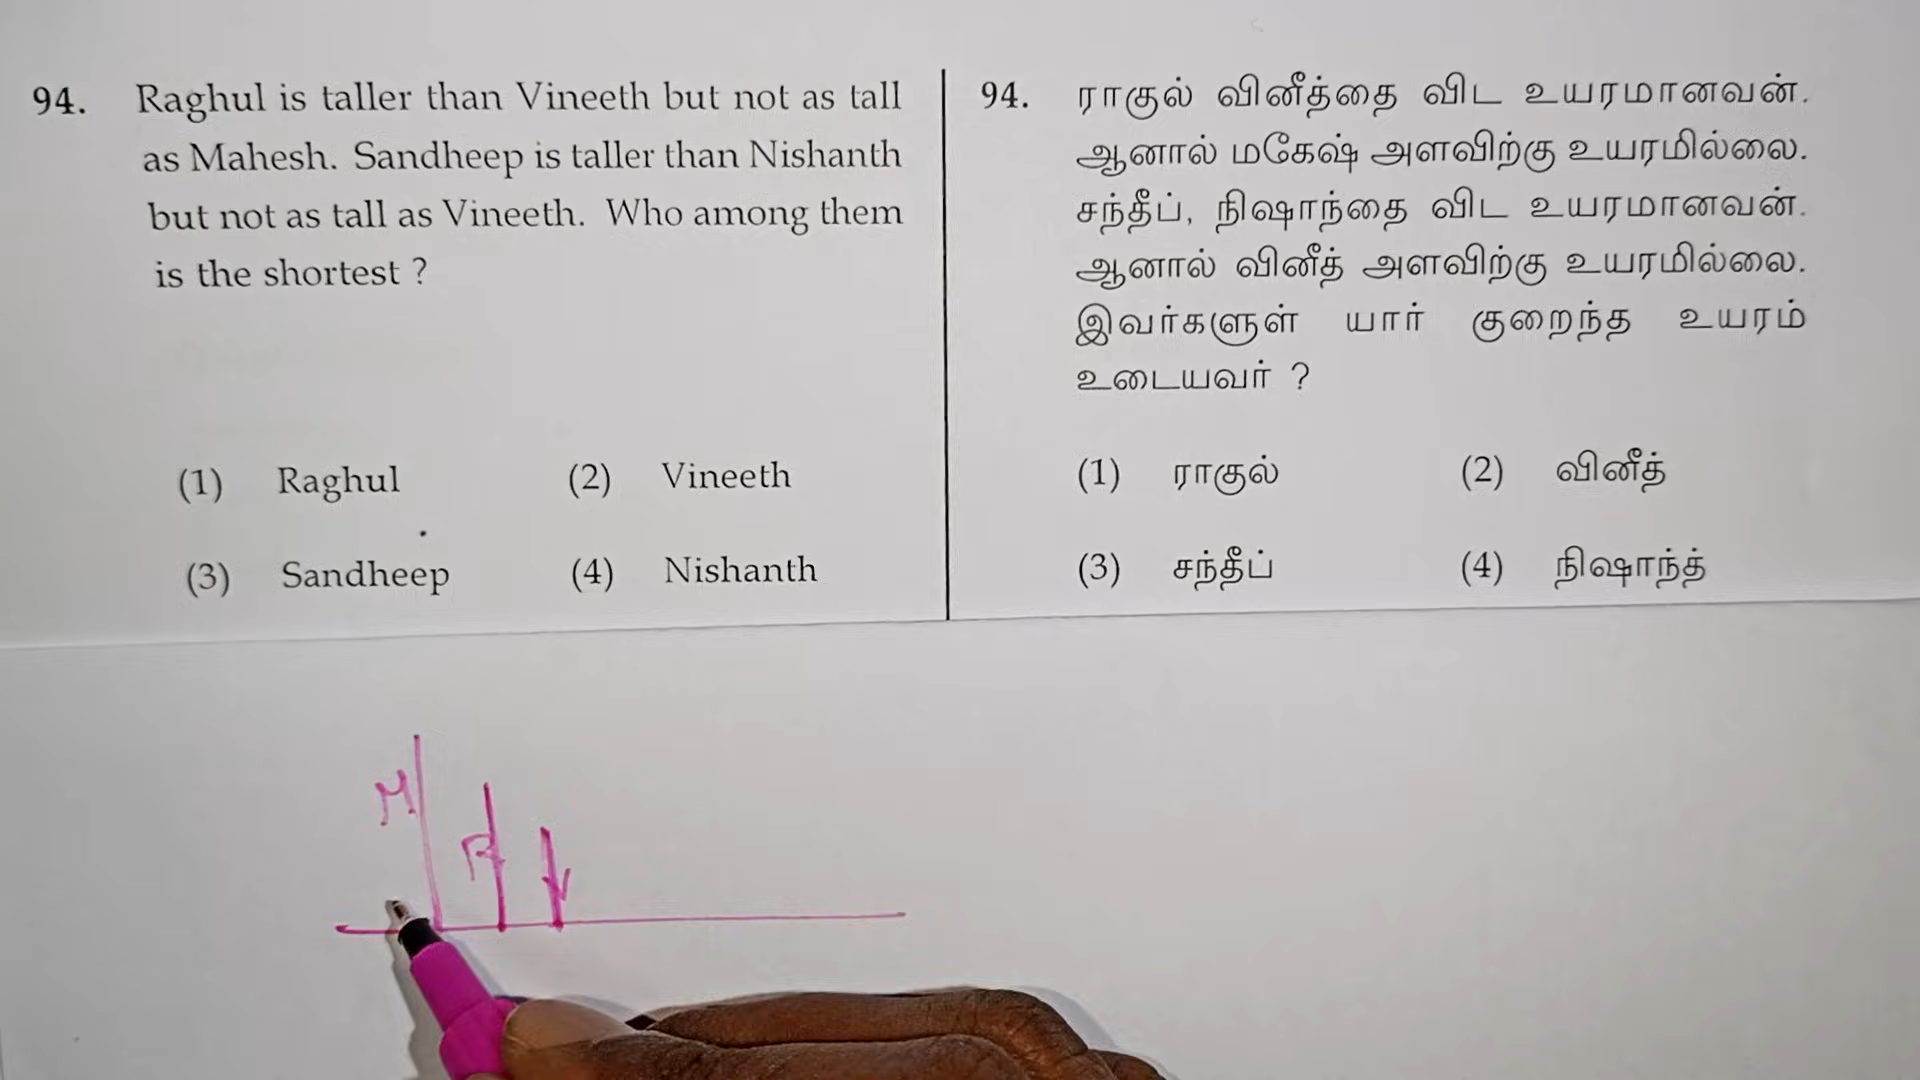 94. Raghul is taller than Vineeth but not as tall
as Mahesh. Sandheep is taller than Nishanth
but not as tall as Vineeth. Who among them
is the shortest ?
(1) Raghul (2) Vineeth
(3) Sandheep (4) Nishanth
94. ராகுல் வினீத்தை விட உயரமானவன்.
ஆனால் மகேஷ் அளவிற்கு உயரமில்லை.
சந்தீப், நிஷாந்தை விட உயரமானவன்.
ஆனால் வினீத் அளவிற்கு உயரமில்லை.
இவர்களுள் யார் குறைந்த உயரம்
உடையவர் ?
(1) ராகுல் (2) வினீத்
(3) சந்தீப் (4) நிஷாந்த்
M R V